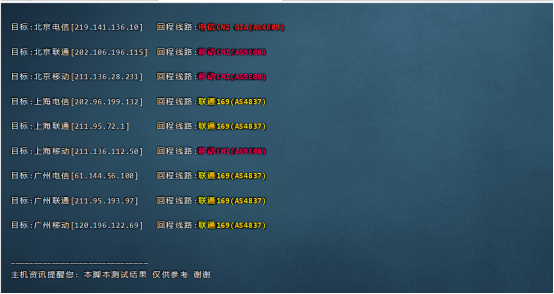 目标:北京电信[219.141.136.10] 回程线路:电信CN2 GIA(AS4809)
目标:北京联通[202.106.196.115] 回程线路:移动CMI(AS9808)
目标:北京移动[211.136.28.231] 回程线路:移动CMI(AS9808)
目标:上海电信[202.96.199.132] 回程线路:联通169(AS4837)
目标:上海联通[211.95.72.1] 回程线路:联通169(AS4837)
目标:上海移动[211.136.112.50] 回程线路:移动CMI(AS9808)
目标:广州电信[61.144.56.100] 回程线路:联通169(AS4837)
目标:广州联通[211.95.193.97] 回程线路:联通169(AS4837)
目标:广州移动[120.196.122.69] 回程线路:联通169(AS4837)
------------------------------
主机资讯提醒您: 本脚本测试结果 仅供参考 谢谢